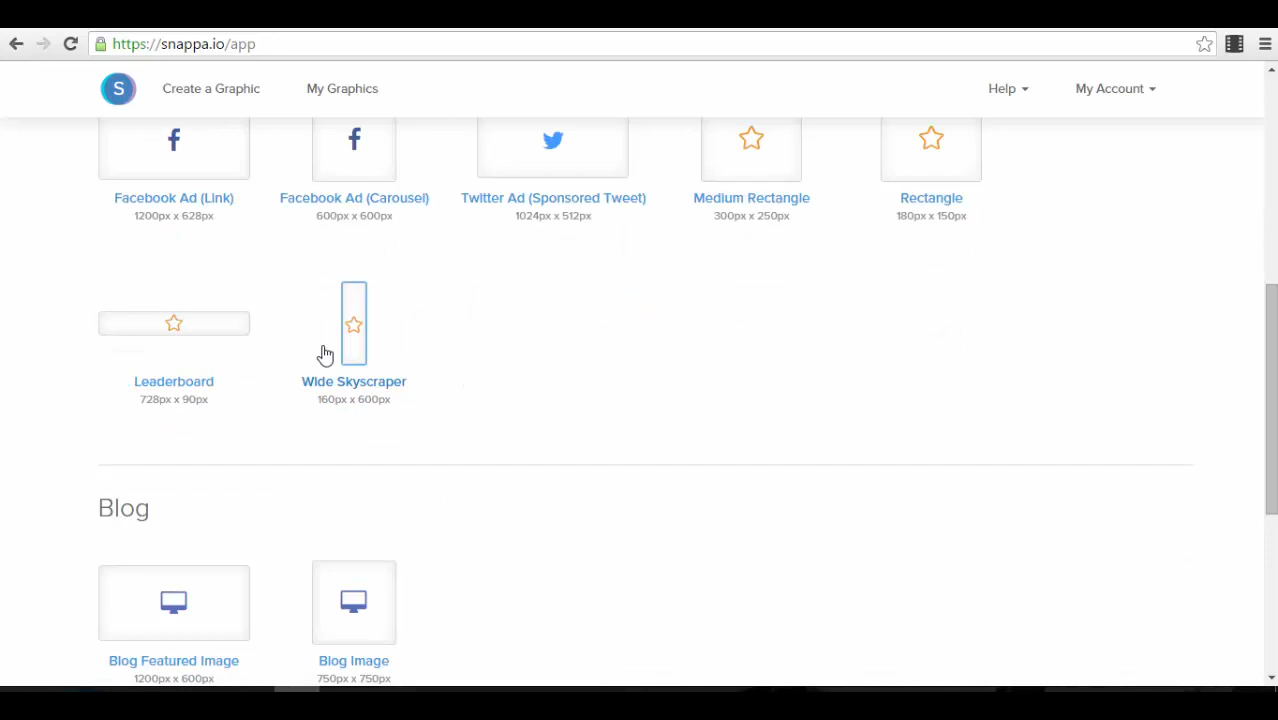 https://snappa.io/app
S Create a Graphic My Graphics Help My Account
Facebook Ad (Link) Facebook Ad (Carousel) Twitter Ad (Sponsored Tweet) Medium Rectangle Rectangle
1200px x 628px 600px x 600px 1024px x 512px 300px x 250px 180px x 150px
Leaderboard Wide Skyscraper
728px x 90px 160px x 600px
Blog
Blog Featured Image Blog Image
1200px x 600px 750px x 750px